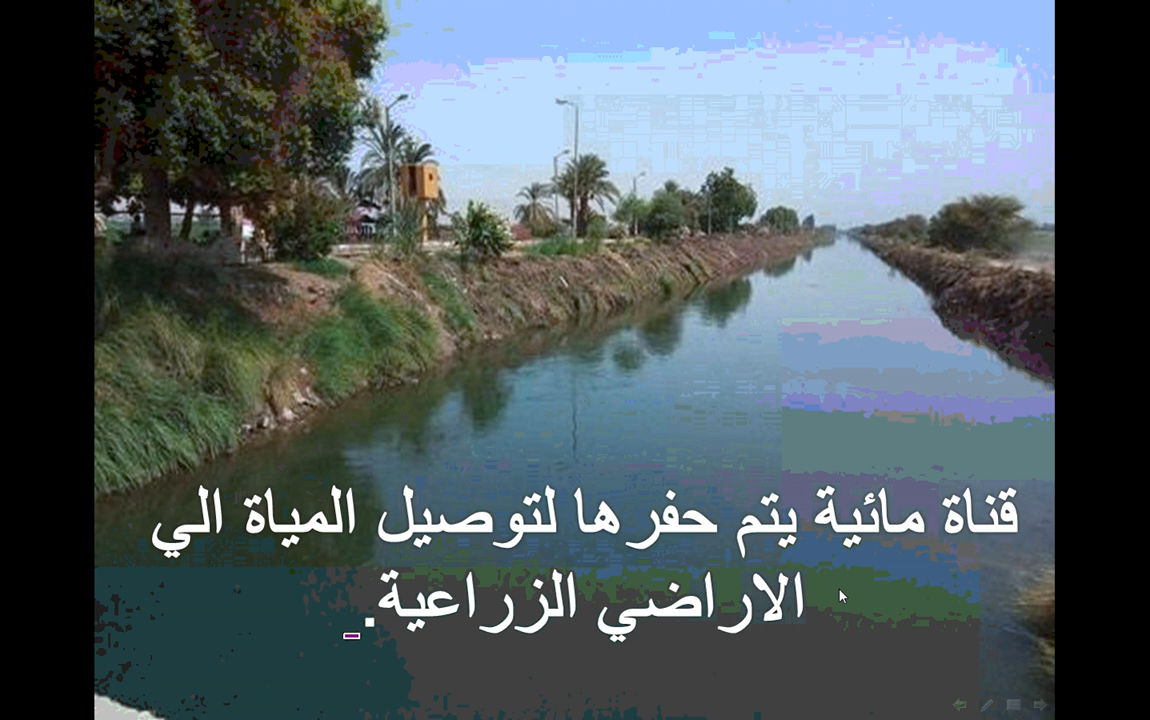 قناة مائية يتم حفرها لتوصيل المياة الي
الاراضي الزراعية.